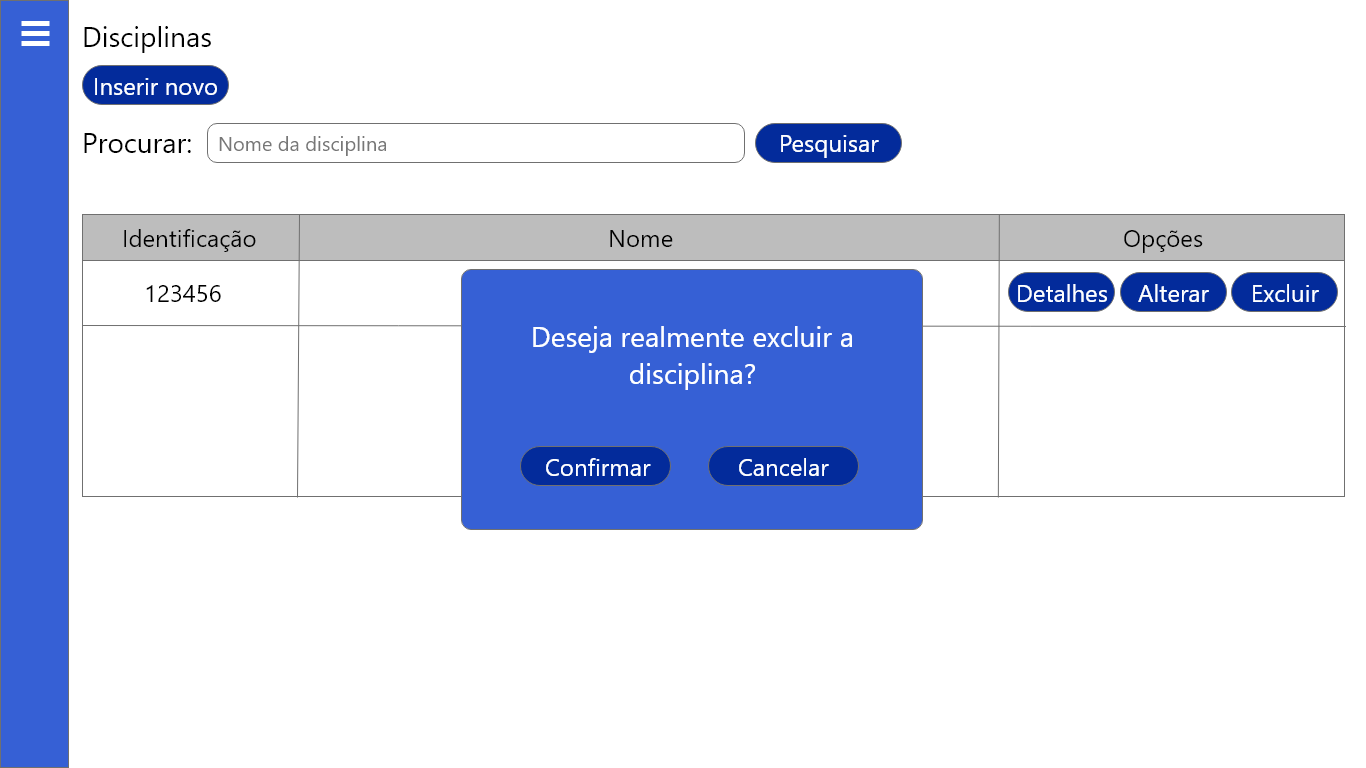 Disciplinas
Inserir novo
Procurar: Nome da disciplina Pesquisar
Identificação Nome Opções
123456 Detalhes Alterar Excluir
Deseja realmente excluir a
disciplina?
Confirmar Cancelar